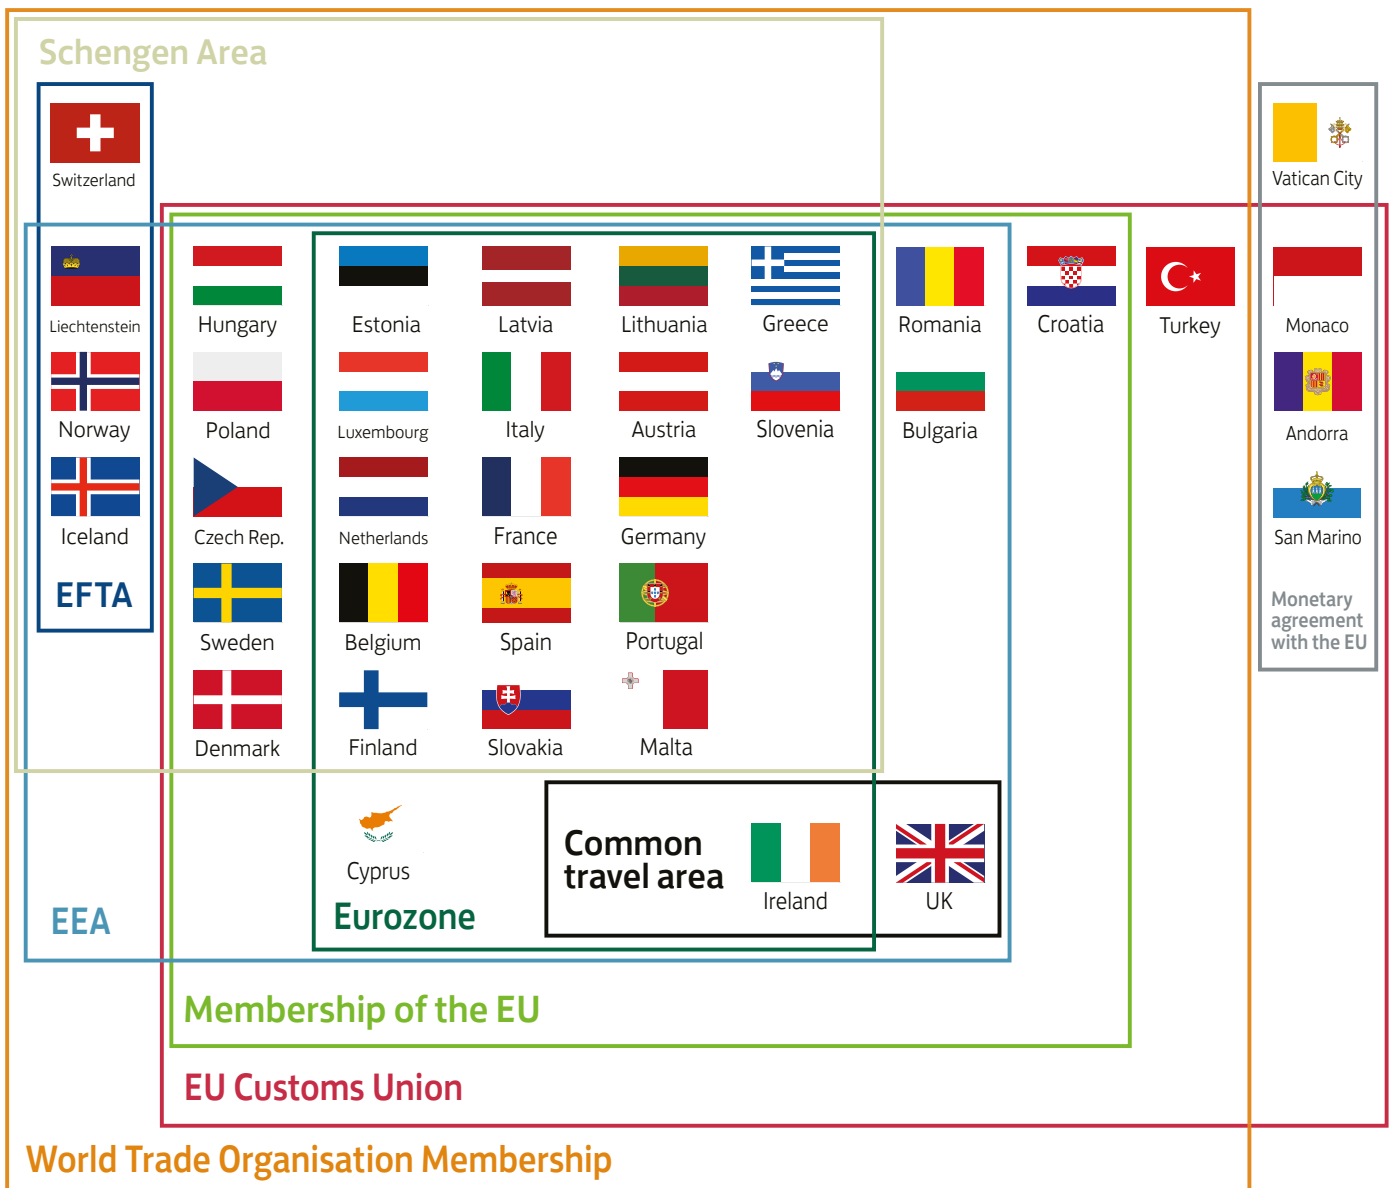 Schengen Area
Switzerland
Vatican City
Liechtenstein
Hungary
Estonia
Latvia
Lithuania
Greece
Romania
Croatia
Turkey
Monaco
Norway
Poland
Luxembourg
Italy
Austria
Slovenia
Bulgaria
Andorra
Iceland
Czech Rep.
Netherlands
France
Germany
San Marino
EFTA
Monetary
agreement
with the EU
Sweden
Belgium
Spain
Portugal
Denmark
Finland
Slovakia
Malta
Cyprus
Common
travel area
Ireland
UK
EEA
Eurozone
Membership of the EU
EU Customs Union
World Trade Organisation Membership